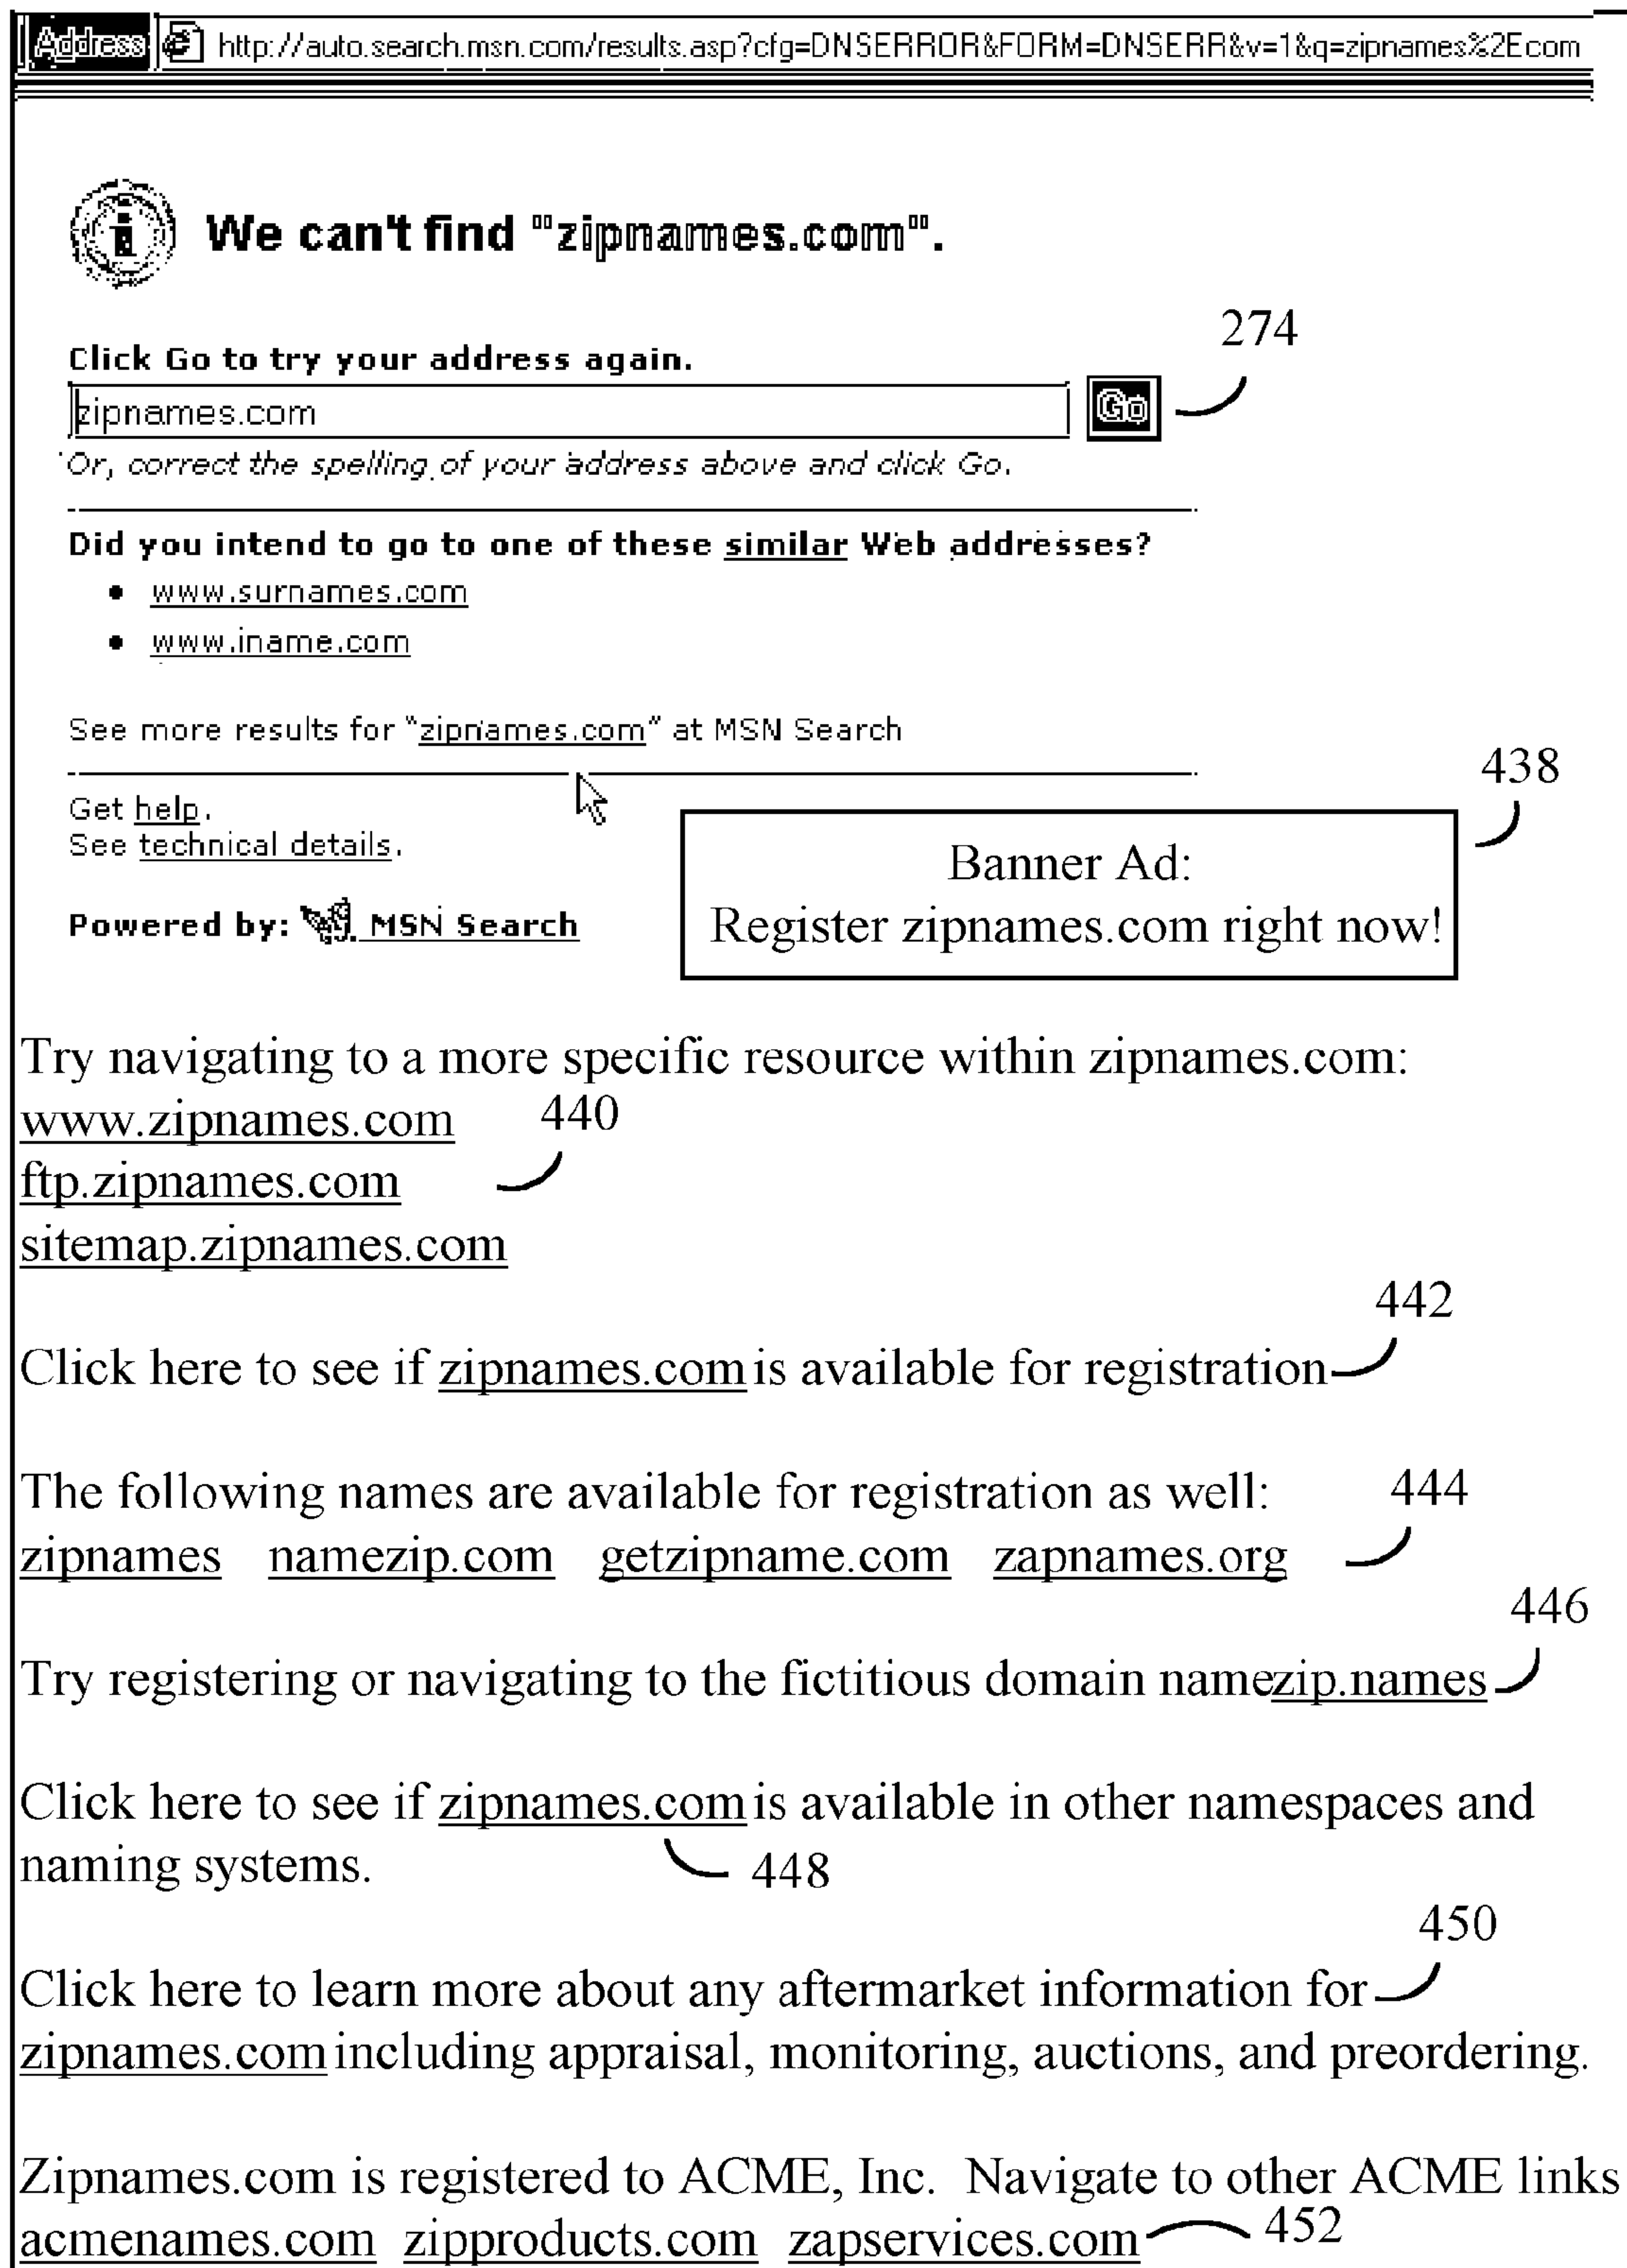 Address http://auto.search.msn.com/results.asp?cfg=DNSERROR&FORM=DNSERR&v=1&q=zipnames%2Ecom
We can't find "zipnames.com".
274
Click Go to try your address again.
zipnames.com Go
Or, correct the spelling of your address above and click Go.
Did you intend to go to one of these similar Web addresses?
• www.surnames.com
• www.iname.com
See more results for "zipnames.com" at MSN Search
438
Get help.
See technical details.
Banner Ad:
Powered by: MSN Search
Register zipnames.com right now!
Try navigating to a more specific resource within zipnames.com:
www.zipnames.com 440
ftp.zipnames.com
sitemap.zipnames.com
442
Click here to see if zipnames.com is available for registration
The following names are available for registration as well: 444
zipnames namezip.com getzipname.com zapnames.org
446
Try registering or navigating to the fictitious domain name zip.names
Click here to see if zipnames.com is available in other namespaces and
naming systems. 448
450
Click here to learn more about any aftermarket information for
zipnames.com including appraisal, monitoring, auctions, and preordering.
Zipnames.com is registered to ACME, Inc. Navigate to other ACME links
acmenames.com zipproducts.com zapservices.com 452